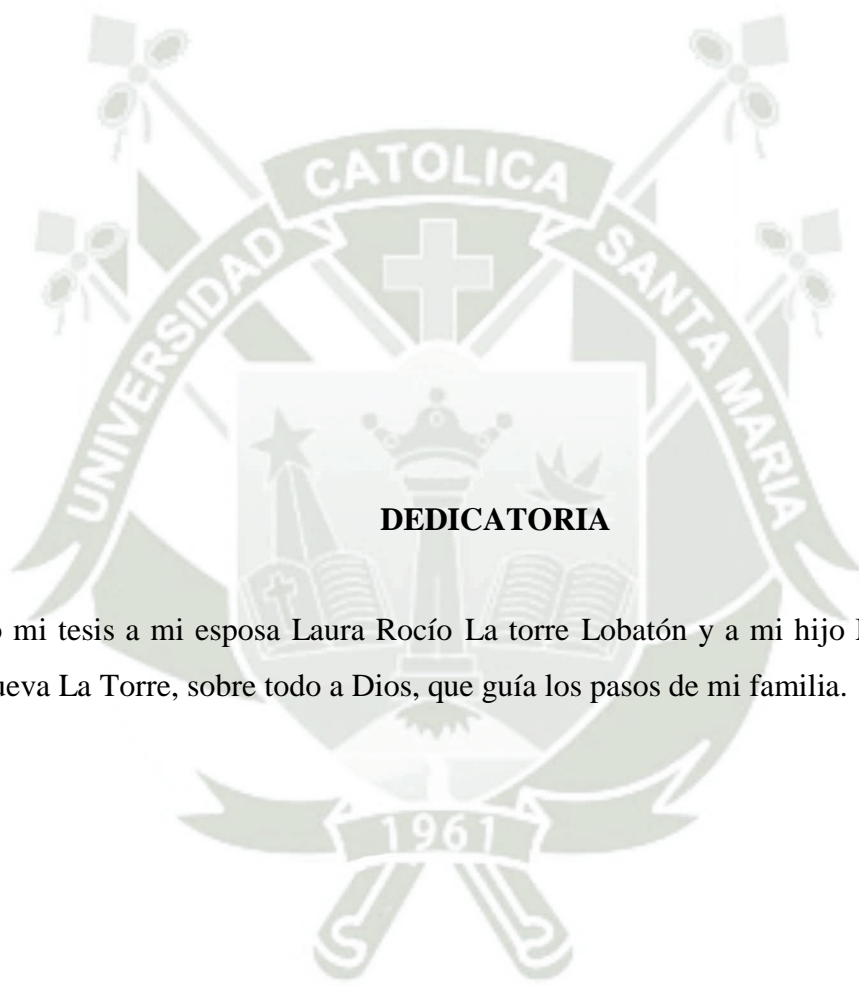 UNIVERSIDAD CATOLICA SANTA MARIA
DEDICATORIA
mi tesis a mi esposa Laura Rocío La torre Lobatón y a mi hijo
La Torre, sobre todo a Dios, que guía los pasos de mi familia.
1961